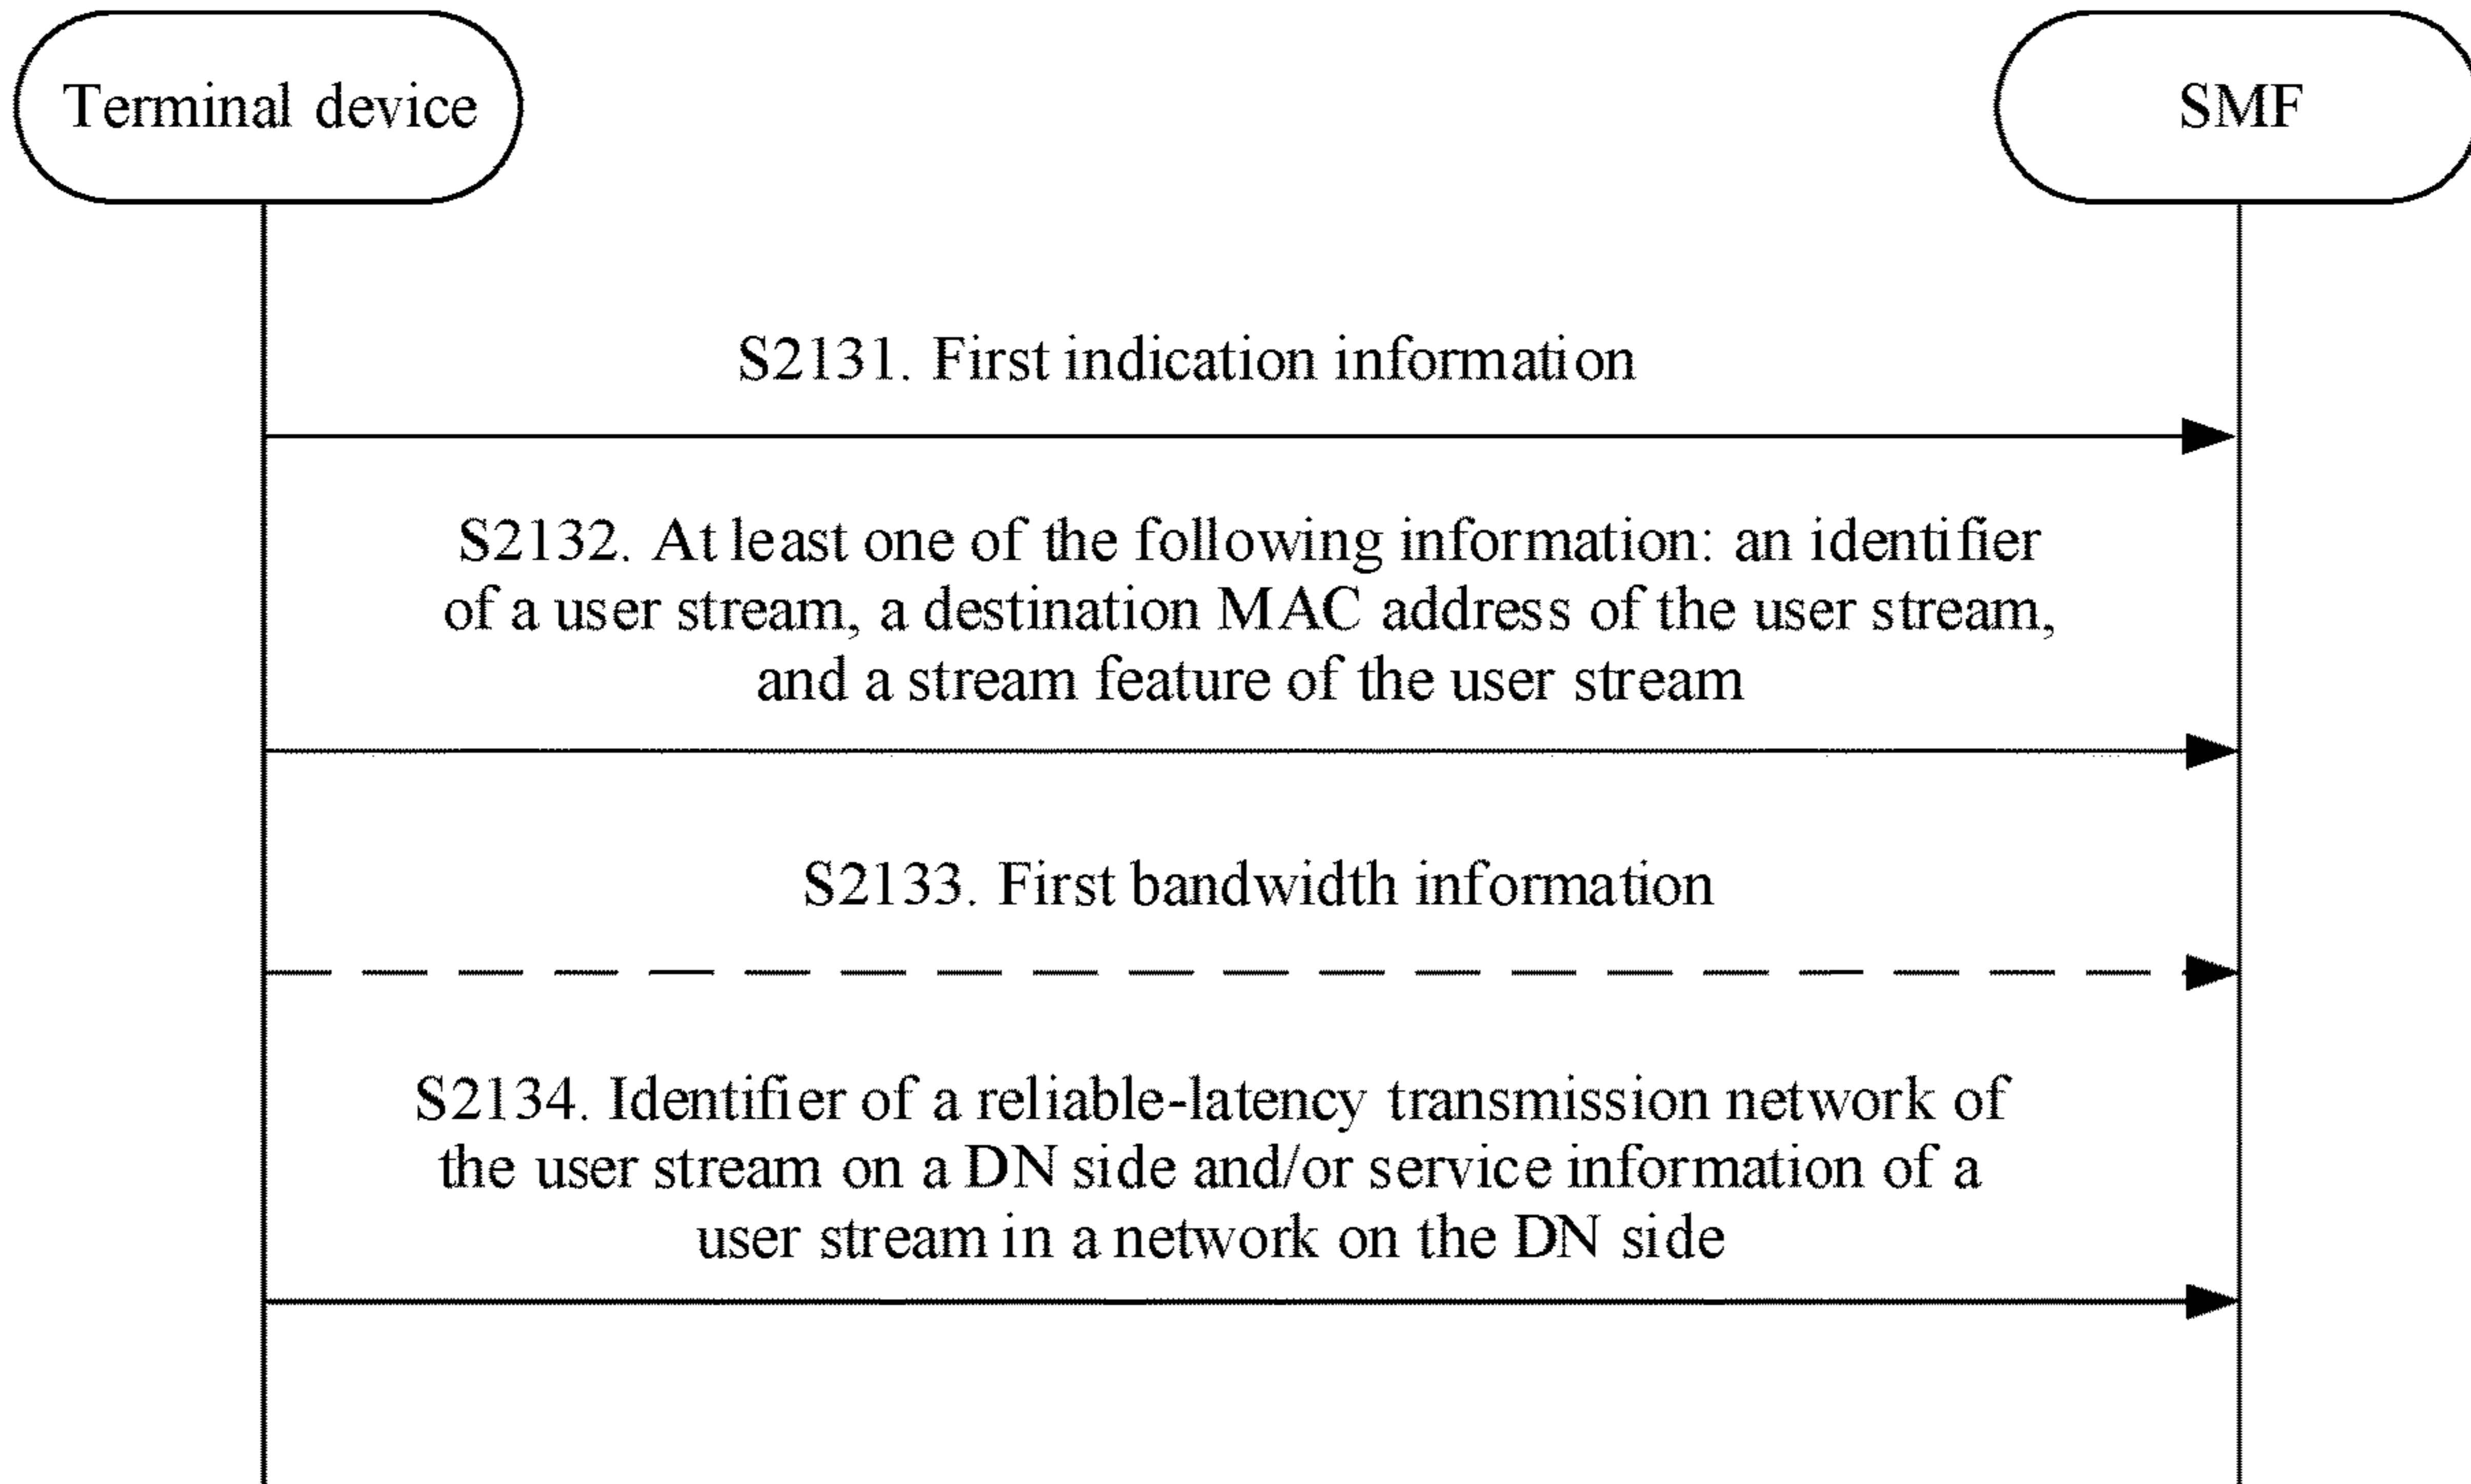 Terminal device
SMF
S2131. First indication information
S2132. At least one of the following information: an identifier
of a user stream, a destination MAC address of the user stream,
and a stream feature of the user stream
S2133. First bandwidth information
S2134. Identifier of a reliable-latency transmission network of
the user stream on a DN side and/or service information of a
user stream in a network on the DN side